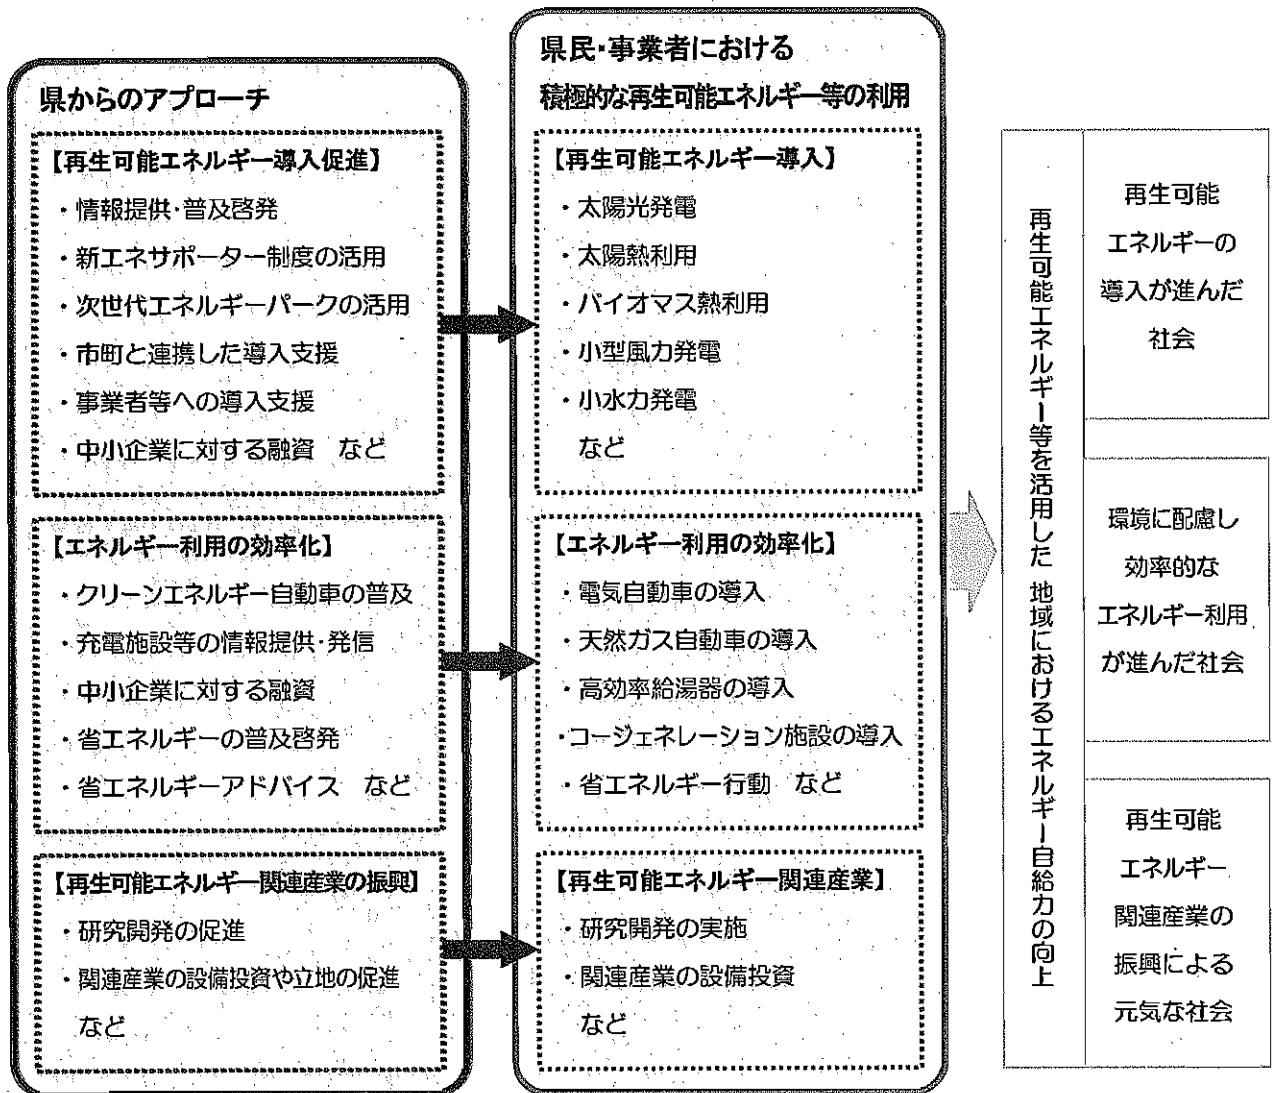 県からのアプローチ
【再生可能エネルギー導入促進】
・情報提供・普及啓発
・新エネサポーター制度の活用
・次世代エネルギーパークの活用
・市町と連携した導入支援
・事業者等への導入支援
・中小企業に対する融資　など
【エネルギー利用の効率化】
・クリーンエネルギー自動車の普及
・充電施設等の情報提供・発信
・中小企業に対する融資
・省エネルギーの普及啓発
・省エネルギーアドバイス　など
【再生可能エネルギー関連産業の振興】
・研究開発の促進
・関連産業の設備投資や立地の促進
など
県民・事業者における
積極的な再生可能エネルギー等の利用
【再生可能エネルギー導入】
・太陽光発電
・太陽熱利用
・バイオマス熱利用
・小型風力発電
・小水力発電
など
【エネルギー利用の効率化】
・電気自動車の導入
・天然ガス自動車の導入
・高効率給湯器の導入
・コージェネレーション施設の導入
・省エネルギー行動　など
【再生可能エネルギー関連産業】
・研究開発の実施
・関連産業の設備投資
など
再生可能エネルギー等を活用した 地域におけるエネルギー自給力の向上
再生可能
エネルギーの
導入が進んだ
社会
環境に配慮し
効率的な
エネルギー利用
が進んだ社会
再生可能
エネルギー
関連産業の
振興による
元気な社会